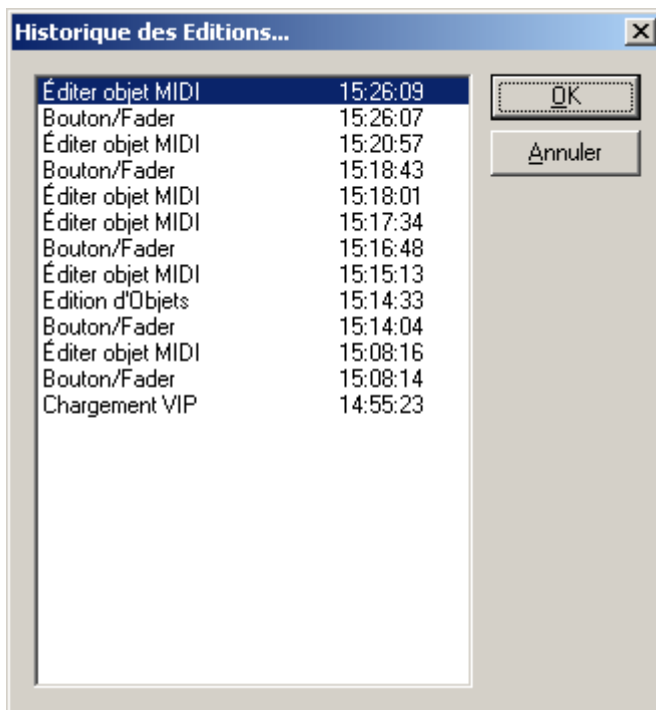 Historique des Editions...
Éditer objet MIDI 15:26:09
Bouton/Fader 15:26:07
Éditer objet MIDI 15:20:57
Bouton/Fader 15:18:43
Éditer objet MIDI 15:18:01
Éditer objet MIDI 15:17:34
Bouton/Fader 15:16:48
Éditer objet MIDI 15:15:13
Edition d'Objets 15:14:33
Bouton/Fader 15:14:04
Éditer objet MIDI 15:08:16
Bouton/Fader 15:08:14
Chargement VIP 14:55:23
OK
Annuler